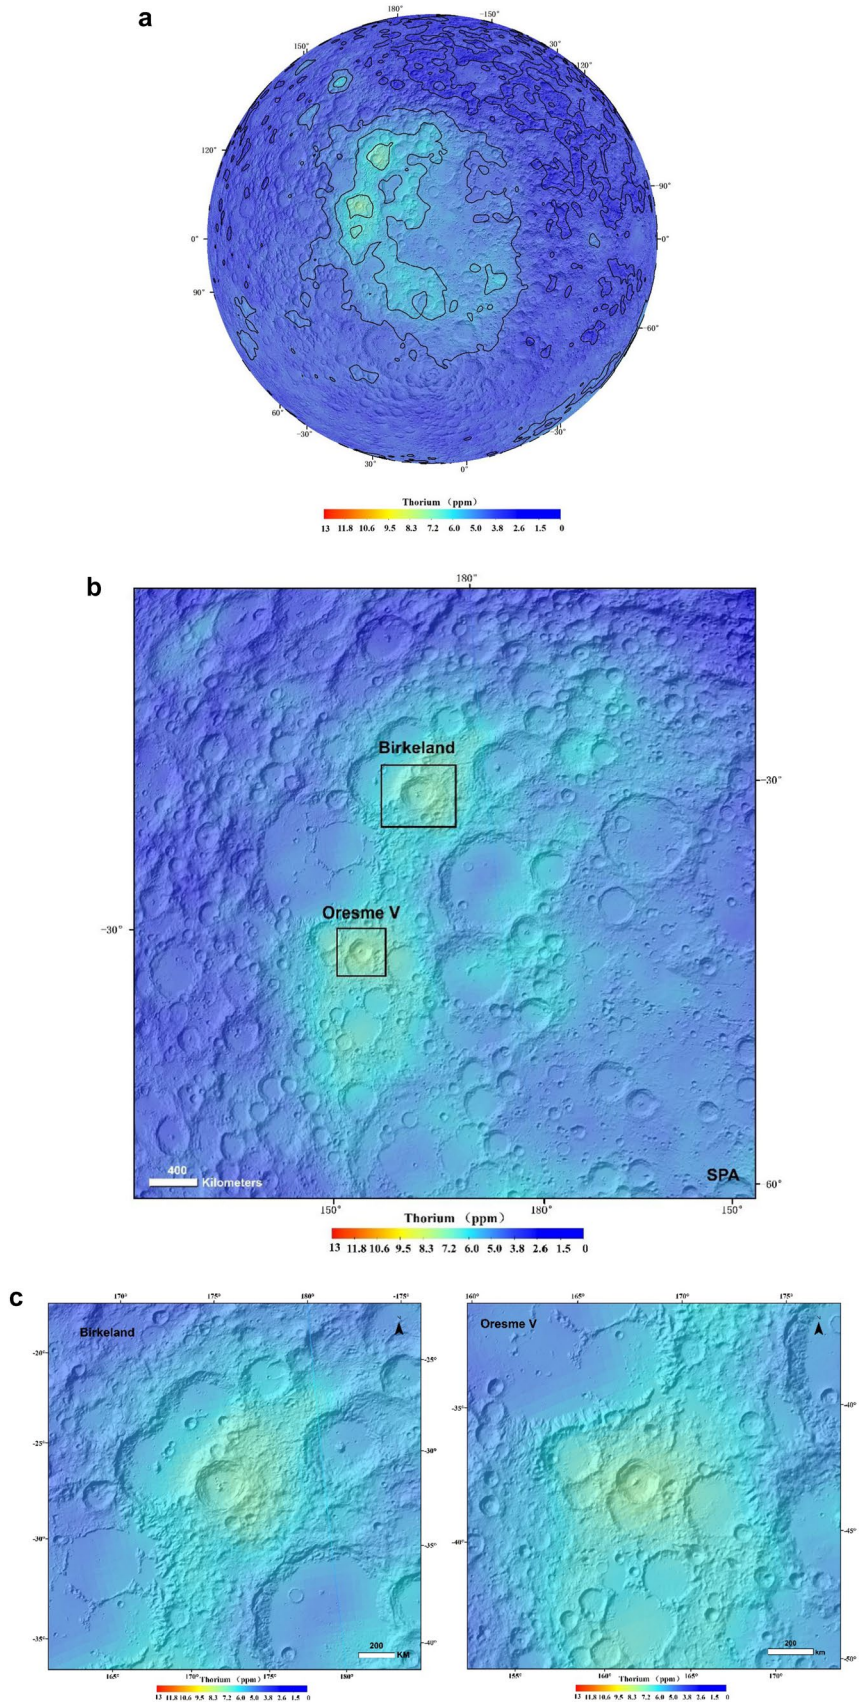 a
180°
-150°
150°
30°
120°
120°
-90°
0°
0°
90°
-60°
60°
-30°
-30°
30°
0°
Thorium （ppm）
13 11.8 10.6 9.5 8.3 7.2 6.0 5.0 3.8 2.6 1.5 0
b
180°
Birkeland
-30°
Oresme V
-30°
400
Kilometers
SPA
-60°
150°
180°
150°
Thorium （ppm）
13 11.8 10.6 9.5 8.3 7.2 6.0 5.0 3.8 2.6 1.5 0
c
170°
175°
180°
-175°
Birkeland
-20°
-25°
-25°
-30°
-30°
-35°
-35°
-40°
200
KM
165°
170°
175°
180°
Thorium （ppm）
13 11.8 10.6 9.5 8.3 7.2 6.0 5.0 3.8 2.6 1.5 0
160°
165°
170°
175°
Oresme V
-35°
-40°
-40°
-45°
-50°
200
km
155°
160°
165°
170°
Thorium （ppm）
13 11.8 10.6 9.5 8.3 7.2 6.0 5.0 3.8 2.6 1.5 0